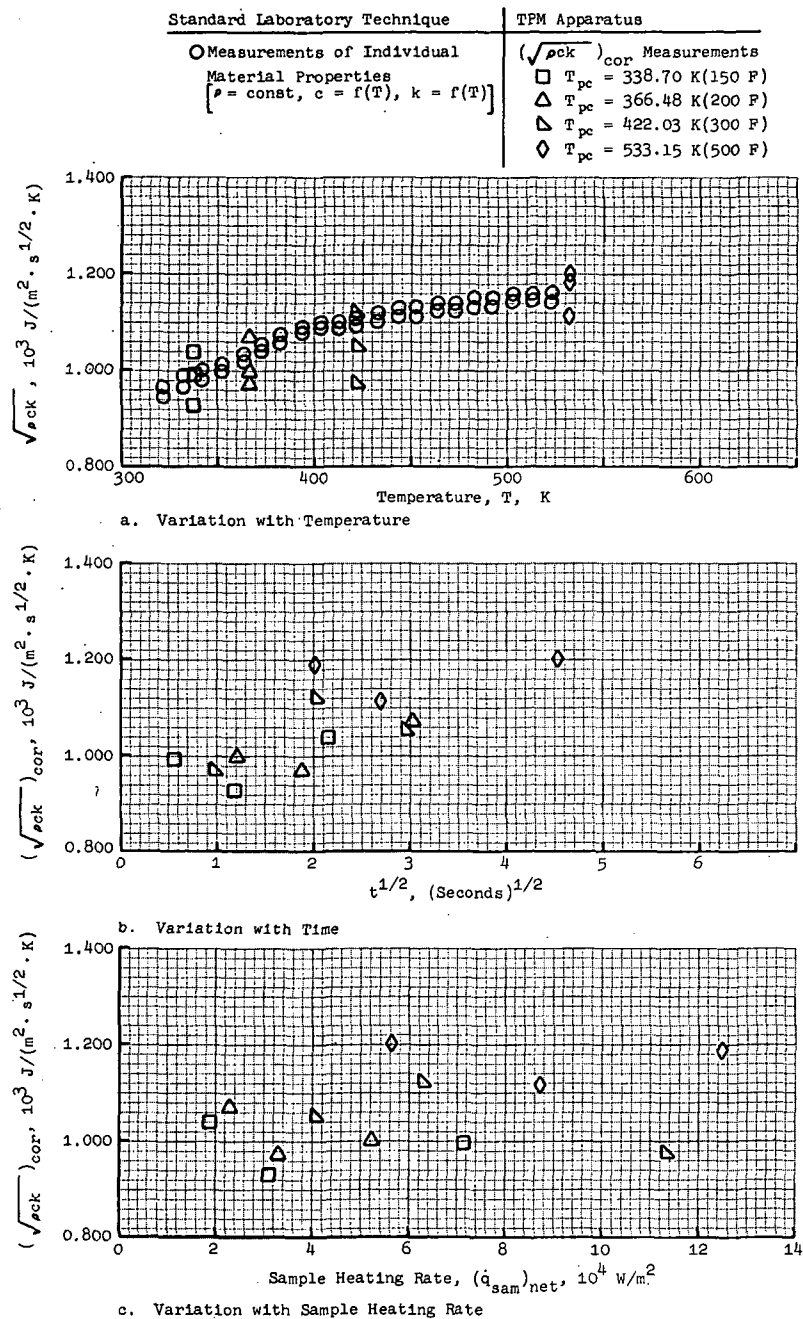 Standard Laboratory Technique
TPM Apparatus
Measurements of Individual
Material Properties
[ρ = const, c = f(T), k = f(T)]
(√ρck)cor Measurements
Tpc = 338.70 K(150 F)
Tpc = 366.48 K(200 F)
Tpc = 422.03 K(300 F)
Tpc = 533.15 K(500 F)
√ρck, 10³ J/(m²·s^1/2·K)
1.400
1.200
1.000
0.800
300 400 500 600
Temperature, T, K
a. Variation with Temperature
(√ρck)cor, 10³ J/(m²·s^1/2·K)
1.400
1.200
1.000
0.800
0 1 2 3 4 5 6
t^1/2, (Seconds)^1/2
b. Variation with Time
(√ρck)cor, 10³ J/(m²·s^1/2·K)
1.400
1.200
1.000
0.800
0 2 4 6 8 10 12 14
Sample Heating Rate, (q̇sam)net, 10⁴ W/m²
c. Variation with Sample Heating Rate